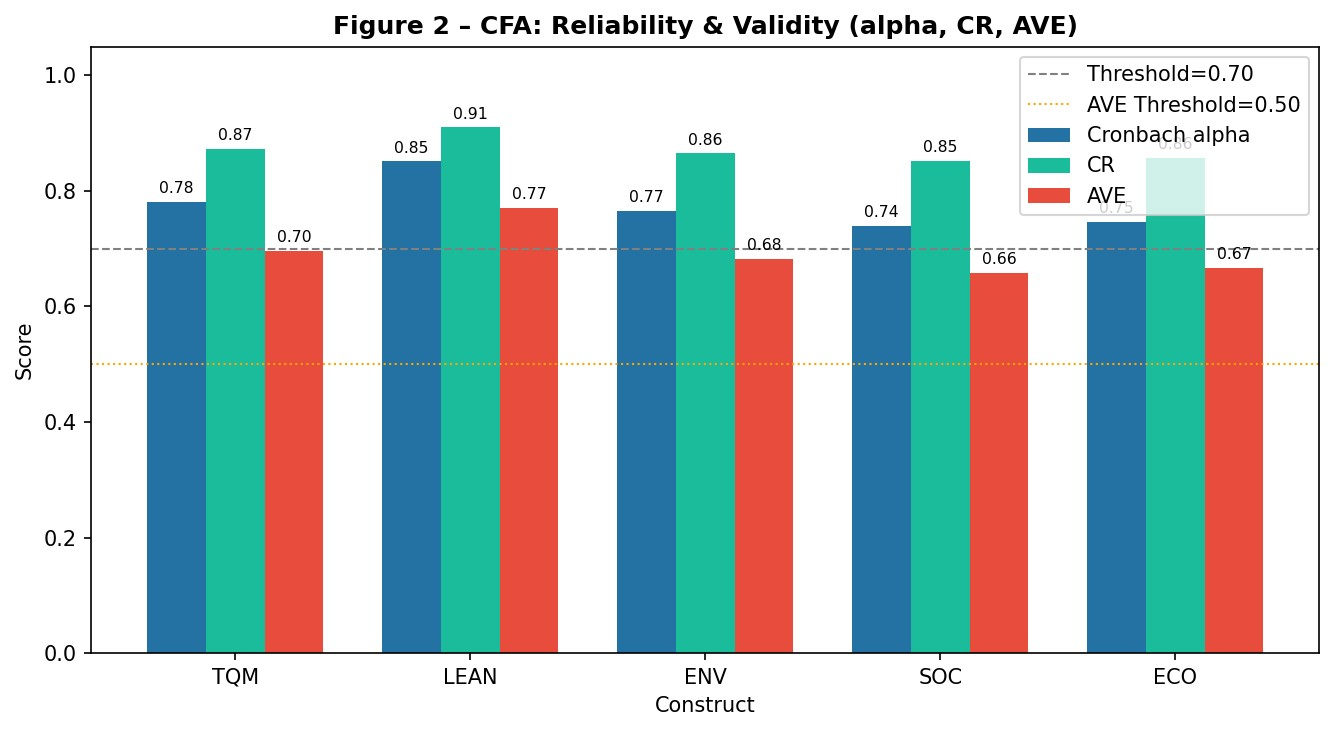 Figure 2 – CFA: Reliability & Validity (alpha, CR, AVE)
Threshold=0.70
AVE Threshold=0.50
Cronbach alpha
CR
AVE
Score
1.0
0.8
0.6
0.4
0.2
0.0
0.78
0.87
0.70
0.85
0.91
0.77
0.77
0.86
0.68
0.74
0.85
0.66
0.75
0.86
0.67
TQM
LEAN
ENV
SOC
ECO
Construct